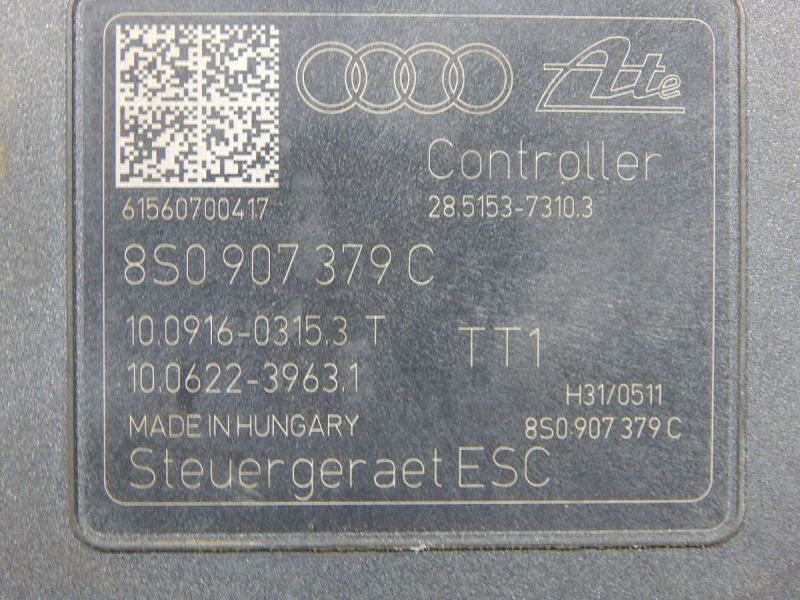 Ate
Controller
61560700417
28.5153-7310.3
8S0 907 379 C
10.0916-0315.3 T
TT1
10.0622-3963.1
H31/0511
MADE IN HUNGARY
8S0 907 379 C
Steuergeraet ESC